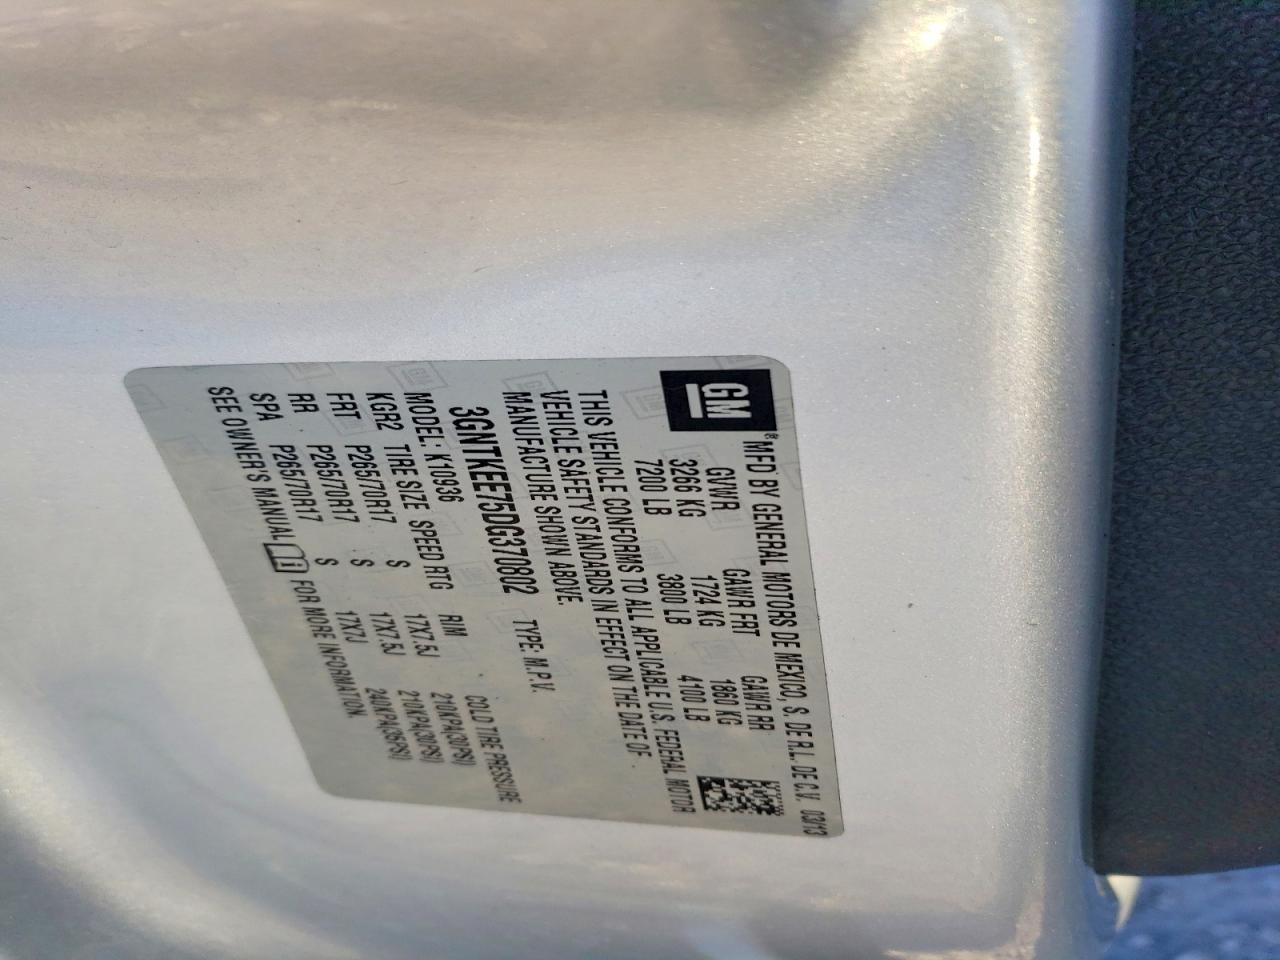 GM
® MFD BY GENERAL MOTORS DE MEXICO, S. DE R.L. DE C.V. 03/13
GVWR GAWR FRT GAWR RR
3266 KG 1724 KG 1860 KG
7200 LB 3800 LB 4100 LB
THIS VEHICLE CONFORMS TO ALL APPLICABLE U.S. FEDERAL MOTOR
VEHICLE SAFETY STANDARDS IN EFFECT ON THE DATE OF
MANUFACTURE SHOWN ABOVE.
3GNTKEE75DG370802 TYPE: M.P.V.
MODEL: K10936
KGR2 TIRE SIZE SPEED RTG RIM COLD TIRE PRESSURE
FRT P265/70R17 S 17X7.5J 210KPA(30PSI)
RR P265/70R17 S 17X7.5J 210KPA(30PSI)
SPA P265/70R17 S 17X7J 240KPA(35PSI)
SEE OWNER'S MANUAL i FOR MORE INFORMATION.